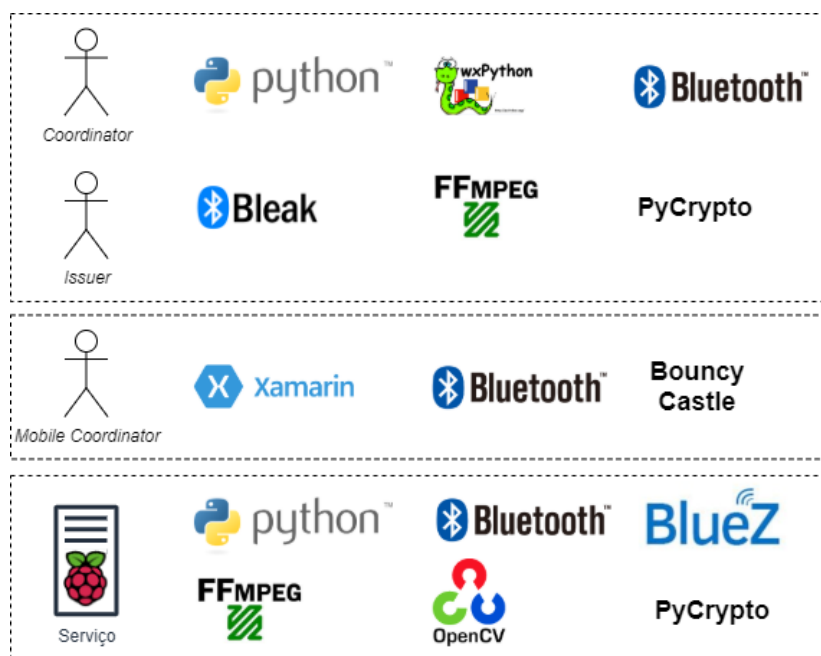 python™
wxPython
Bluetooth™
Coordinator
Bleak
FFMPEG
PyCrypto
Issuer
Xamarin
Bluetooth™
Bouncy
Castle
Mobile Coordinator
python™
Bluetooth™
BlueZ
FFMPEG
OpenCV
PyCrypto
Serviço